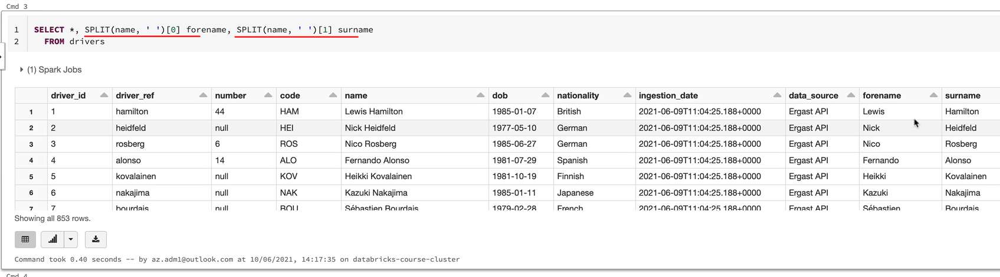 Cmd 3
1 SELECT *, SPLIT(name, ' ')[0] forename, SPLIT(name, ' ')[1] surname
2 FROM drivers
(1) Spark Jobs
driver_id driver_ref number code name dob nationality ingestion_date data_source forename surname
1 1 hamilton 44 HAM Lewis Hamilton 1985-01-07 British 2021-06-09T11:04:25.188+0000 Ergast API Lewis Hamilton
2 2 heidfeld null HEI Nick Heidfeld 1977-05-10 German 2021-06-09T11:04:25.188+0000 Ergast API Nick Heidfeld
3 3 rosberg 6 ROS Nico Rosberg 1985-06-27 German 2021-06-09T11:04:25.188+0000 Ergast API Nico Rosberg
4 4 alonso 14 ALO Fernando Alonso 1981-07-29 Spanish 2021-06-09T11:04:25.188+0000 Ergast API Fernando Alonso
5 5 kovalainen null KOV Heikki Kovalainen 1981-10-19 Finnish 2021-06-09T11:04:25.188+0000 Ergast API Heikki Kovalainen
6 6 nakajima null NAK Kazuki Nakajima 1985-01-11 Japanese 2021-06-09T11:04:25.188+0000 Ergast API Kazuki Nakajima
7 7 bourdais null BOU Sébastien Bourdais 1979-02-28 French 2021-06-09T11:04:25.188+0000 Ergast API Sébastien Bourdais
Showing all 853 rows.
Command took 0.40 seconds -- by az.adm1@outlook.com at 10/06/2021, 14:17:35 on databricks-course-cluster
Cmd 4